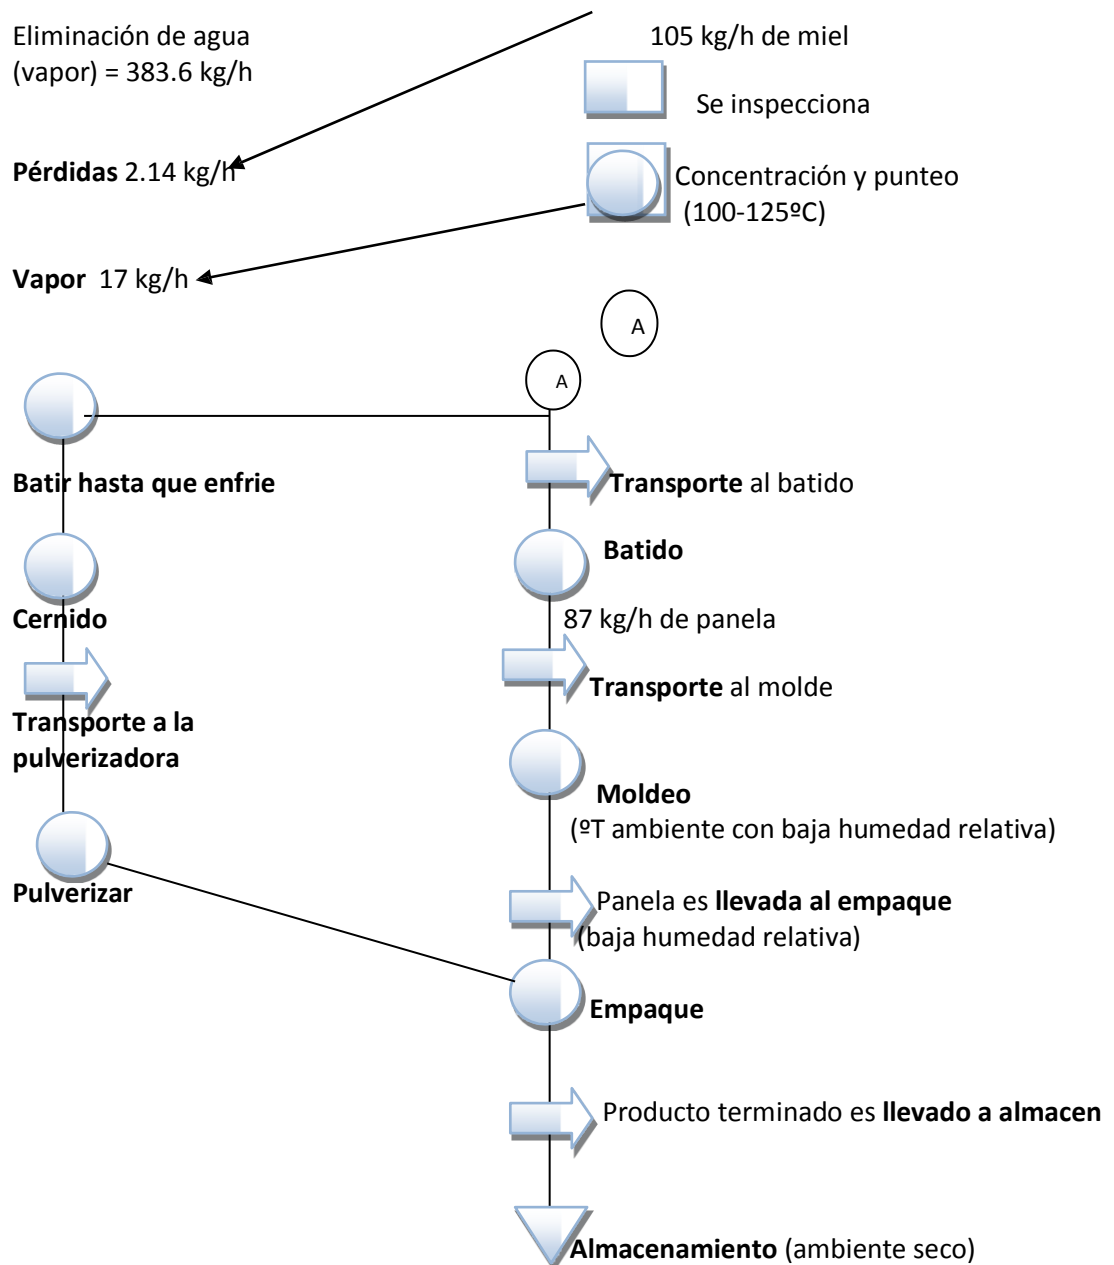 Eliminación de agua
(vapor) = 383.6 kg/h
105 kg/h de miel
Se inspecciona
Pérdidas 2.14 kg/h
Concentración y punteo
(100-125ºC)
Vapor 17 kg/h
A
A
Batir hasta que enfrie
Transporte al batido
Batido
Cernido
87 kg/h de panela
Transporte al molde
Transporte a la
pulverizadora
Moldeo
(ºT ambiente con baja humedad relativa)
Pulverizar
Panela es llevada al empaque
(baja humedad relativa)
Empaque
Producto terminado es llevado a almacen
Almacenamiento (ambiente seco)